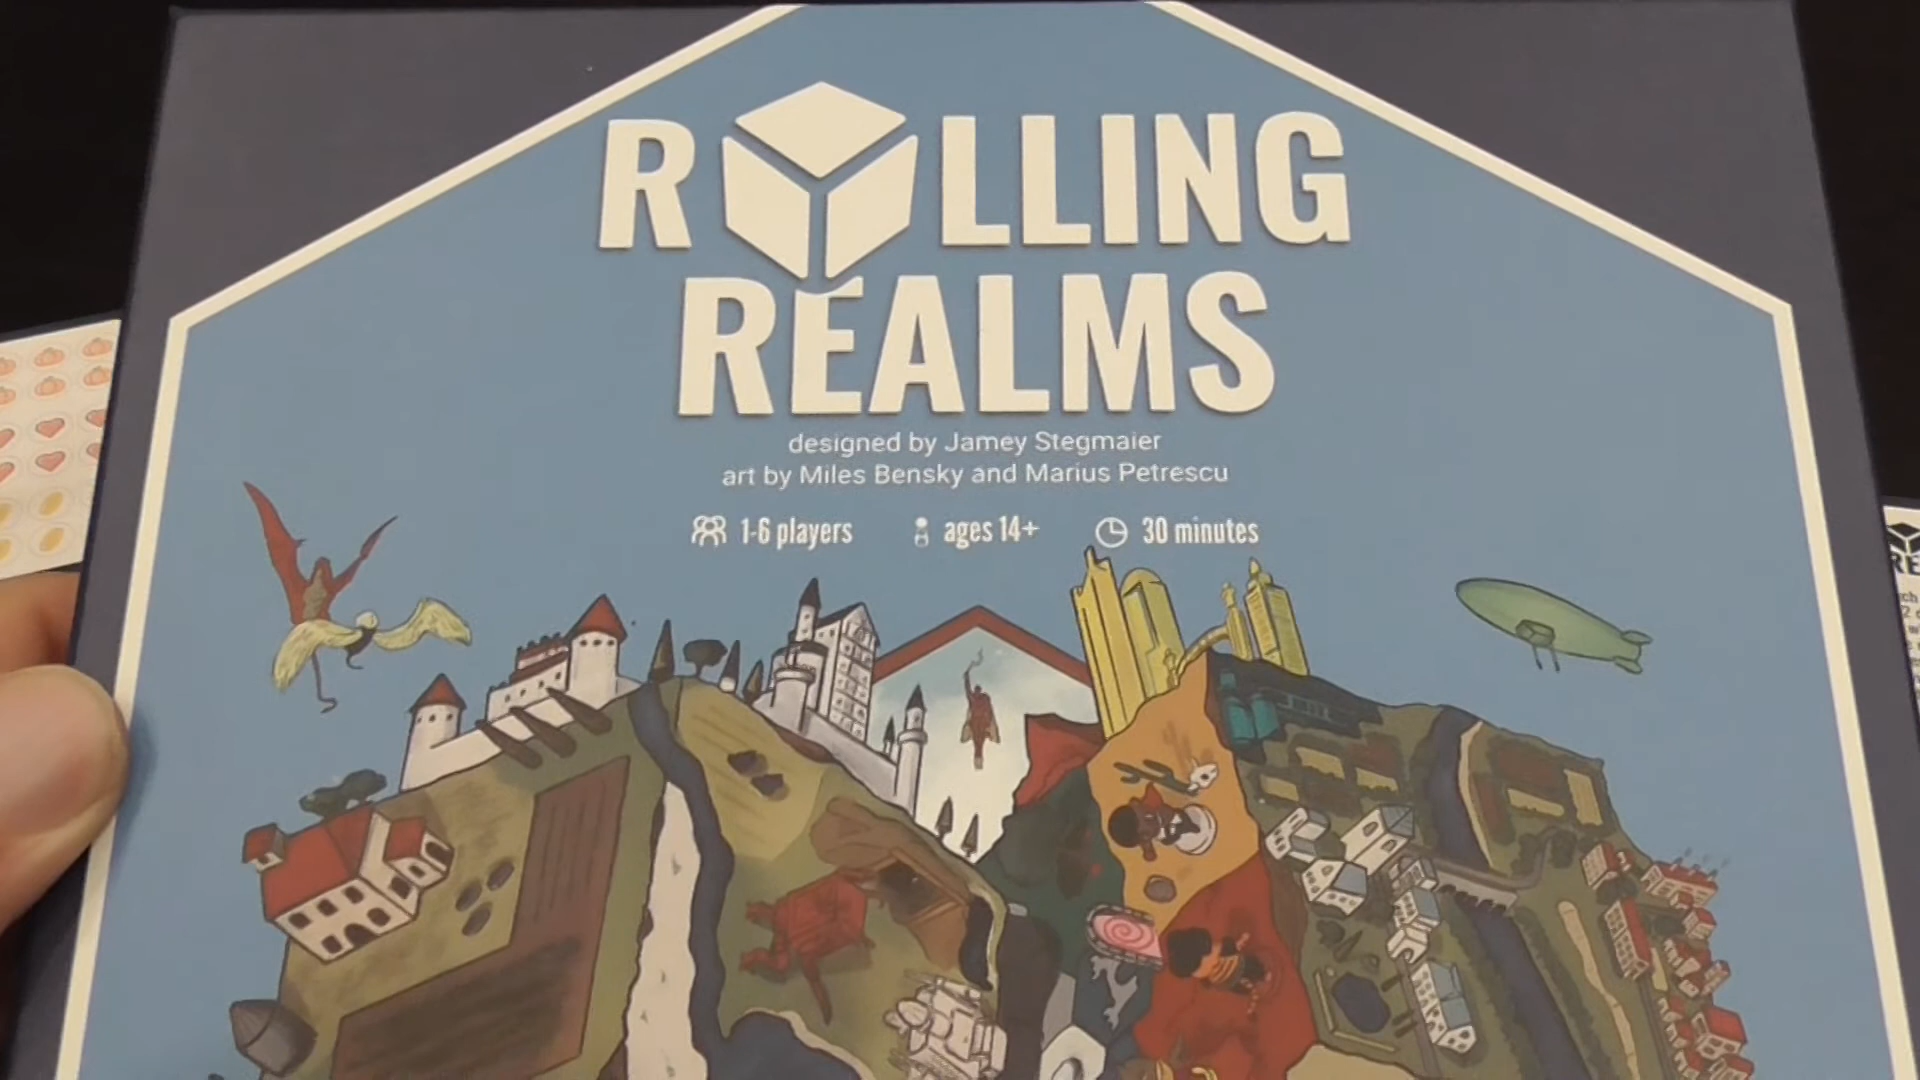 ROLLING
REALMS
designed by Jamey Stegmaier
art by Miles Bensky and Marius Petrescu
1-6 players ages 14+ 30 minutes